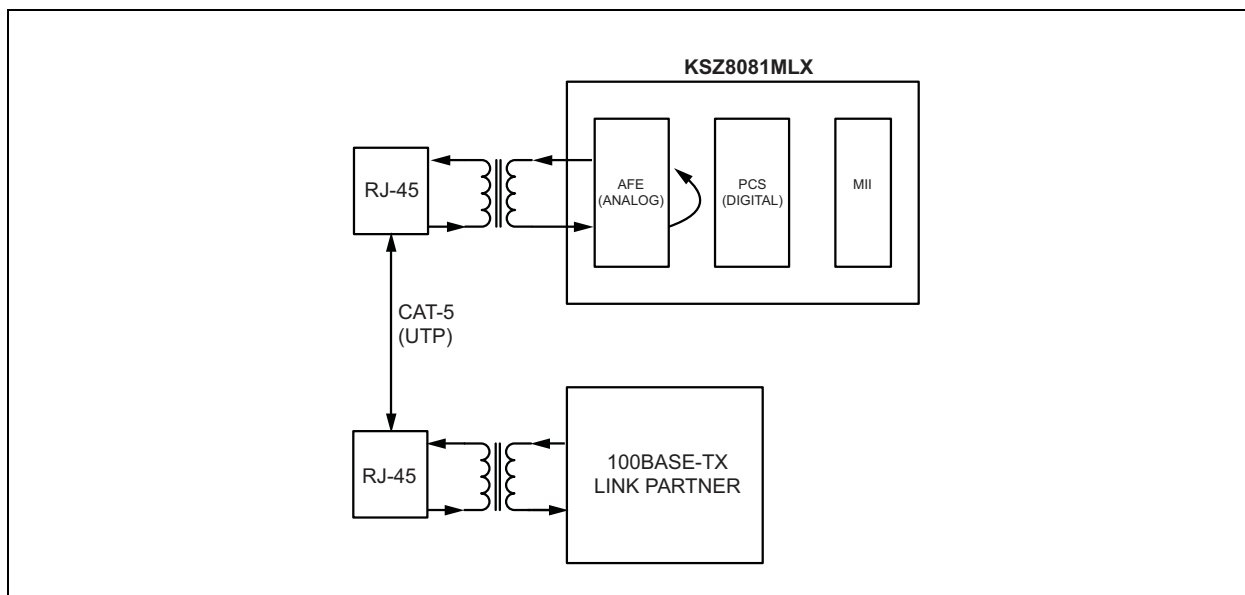 KSZ8081MLX
RJ-45
AFE
(ANALOG)
PCS
(DIGITAL)
MII
CAT-5
(UTP)
RJ-45
100BASE-TX
LINK PARTNER